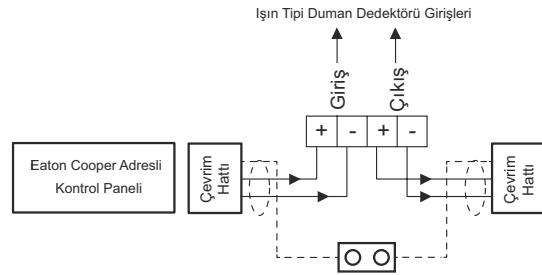 Işın Tipi Duman Dedektörü Girişleri
Giriş
Çıkış
+ - + -
Eaton Cooper Adresli
Kontrol Paneli
Çevrim
Hattı
Çevrim
Hattı